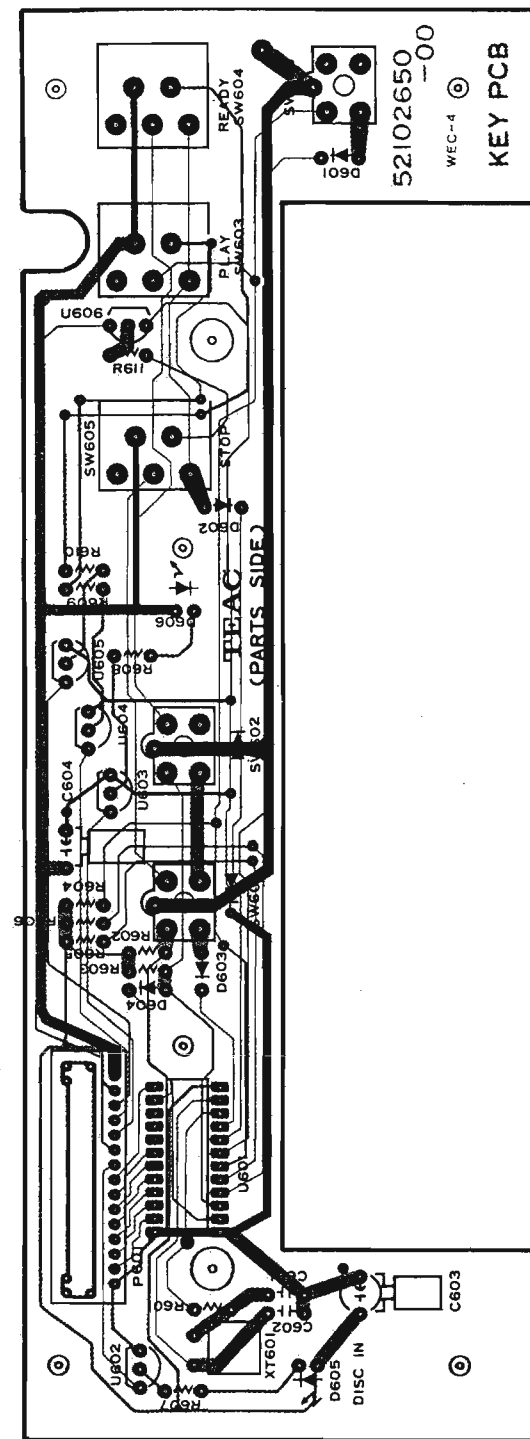 READY
SW604
52102650
-00
WEC-4
KEY PCB
D601
PLAY
SW603
U606
R611
SW605
STOP
D602
R610
R609
D606
TEAC
(PARTS SIDE)
U605
R608
U604
C604
U603
R604
R605
R602
R603
D603
D604
U601
P601
C602
C603
XT601
D605
DISC IN
U602
R607